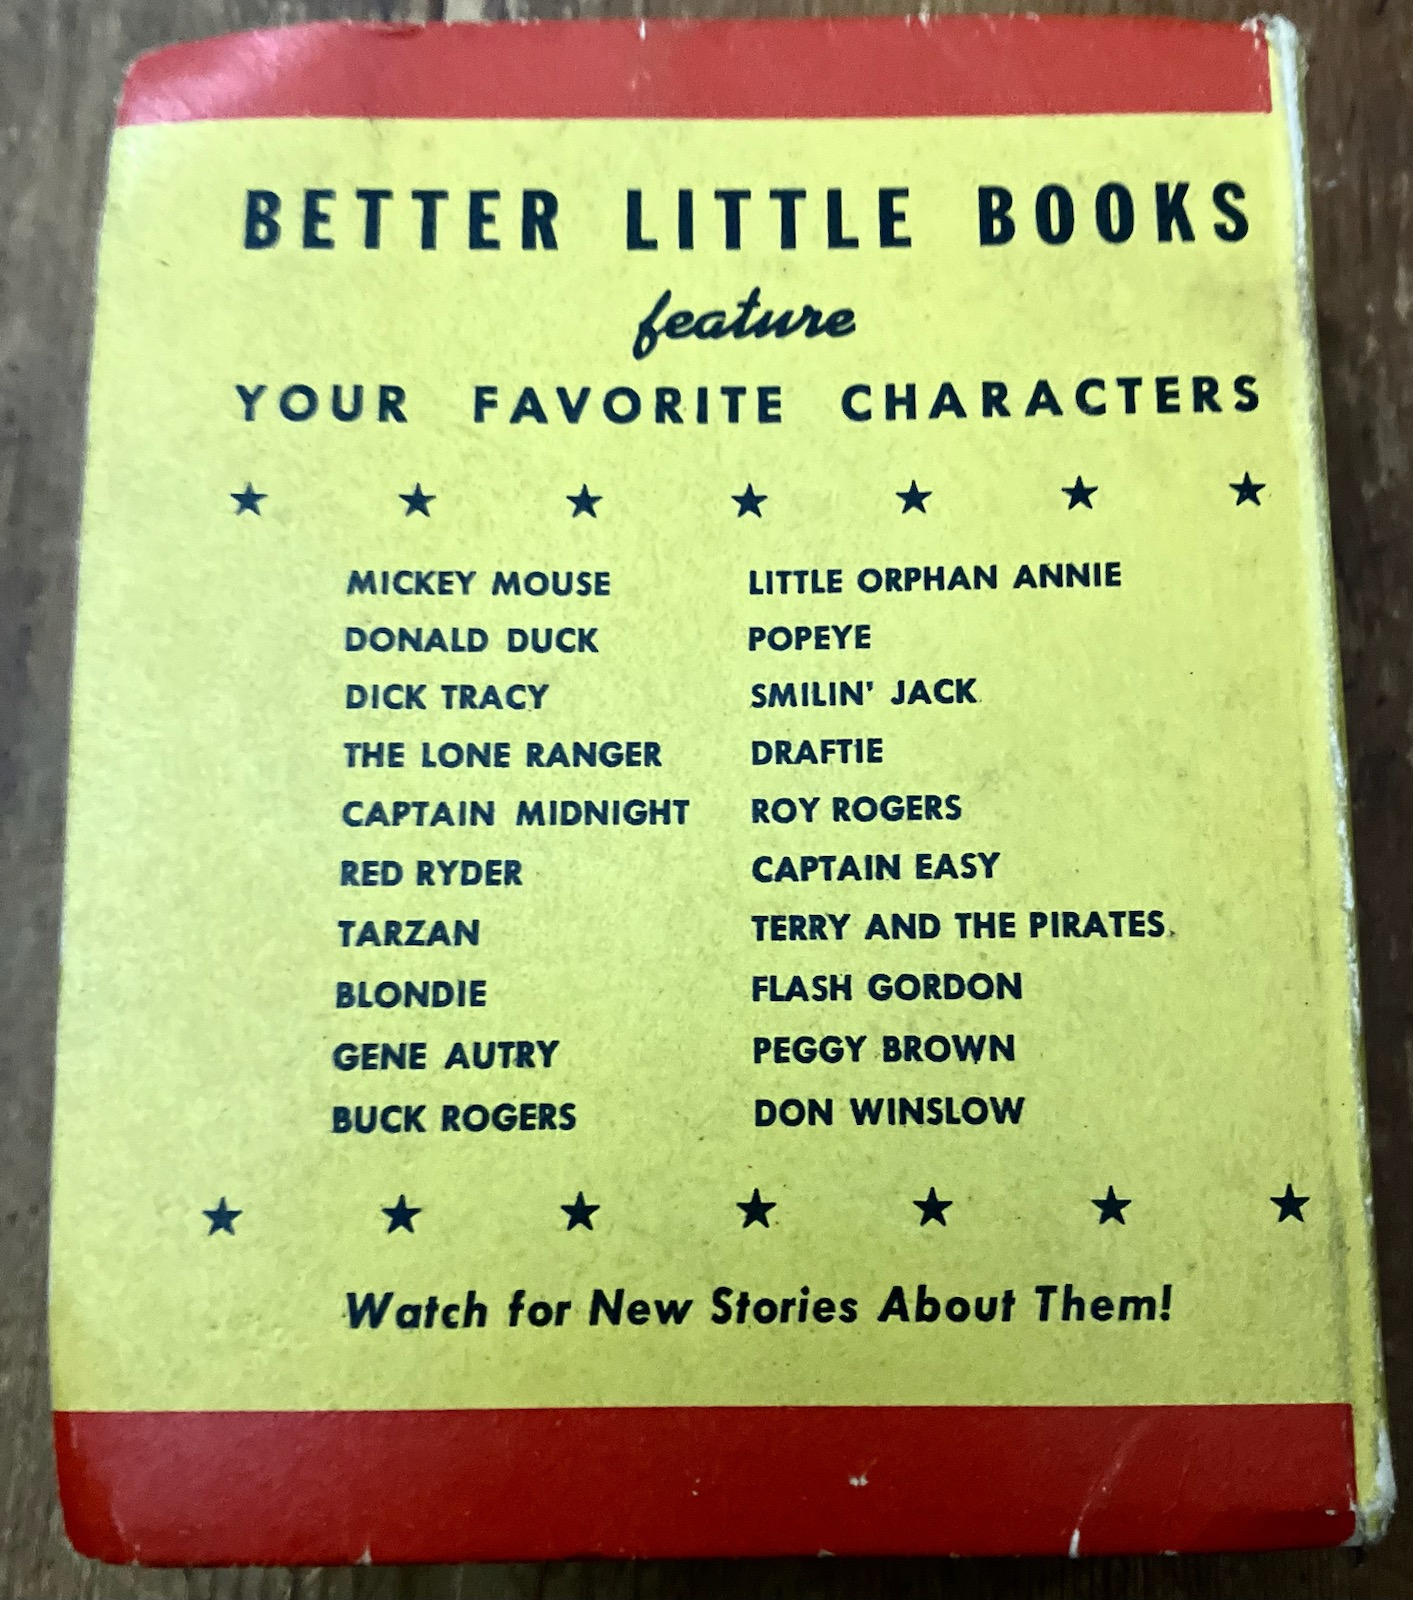 BETTER LITTLE BOOKS
feature
YOUR FAVORITE CHARACTERS
MICKEY MOUSE
DONALD DUCK
DICK TRACY
THE LONE RANGER
CAPTAIN MIDNIGHT
RED RYDER
TARZAN
BLONDIE
GENE AUTRY
BUCK ROGERS
LITTLE ORPHAN ANNIE
POPEYE
SMILIN' JACK
DRAFTIE
ROY ROGERS
CAPTAIN EASY
TERRY AND THE PIRATES
FLASH GORDON
PEGGY BROWN
DON WINSLOW
Watch for New Stories About Them!